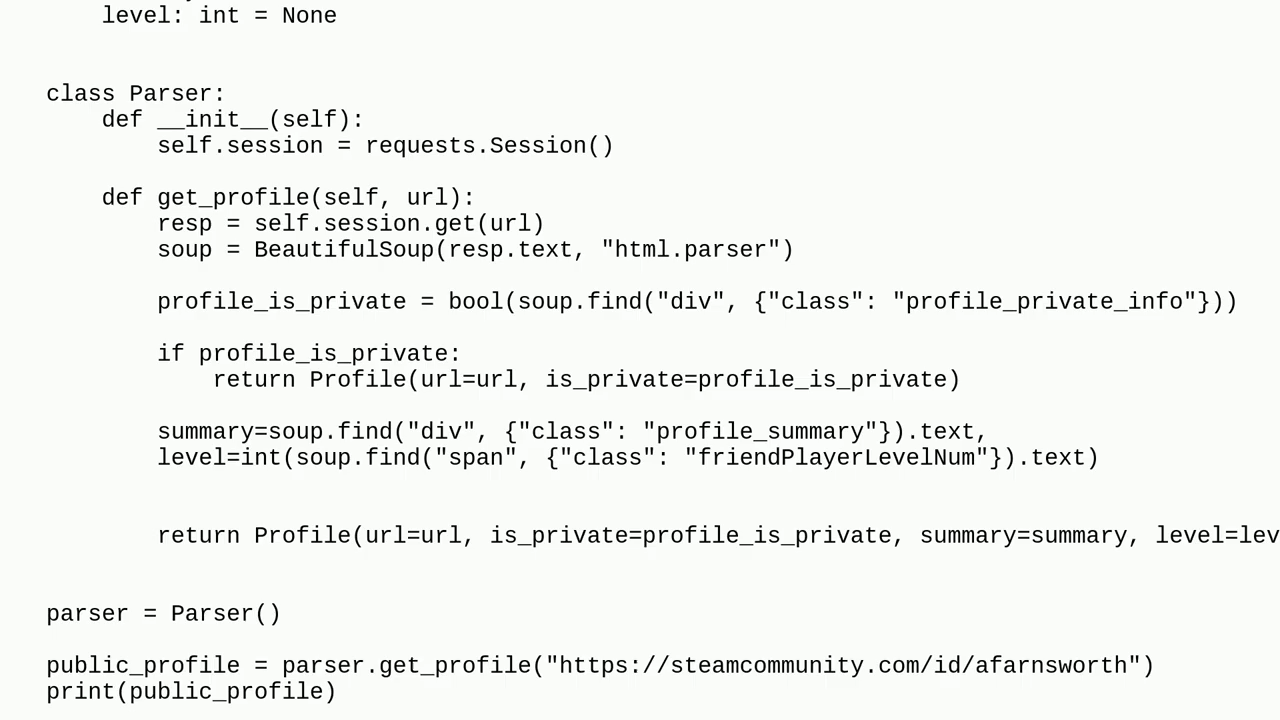 level: int = None
class Parser:
def __init__(self):
self.session = requests.Session()
def get_profile(self, url):
resp = self.session.get(url)
soup = BeautifulSoup(resp.text, "html.parser")
profile_is_private = bool(soup.find("div", {"class": "profile_private_info"}))
if profile_is_private:
return Profile(url=url, is_private=profile_is_private)
summary=soup.find("div", {"class": "profile_summary"}).text,
level=int(soup.find("span", {"class": "friendPlayerLevelNum"}).text)
return Profile(url=url, is_private=profile_is_private, summary=summary, level=lev
parser = Parser()
public_profile = parser.get_profile("https://steamcommunity.com/id/afarnsworth")
print(public_profile)